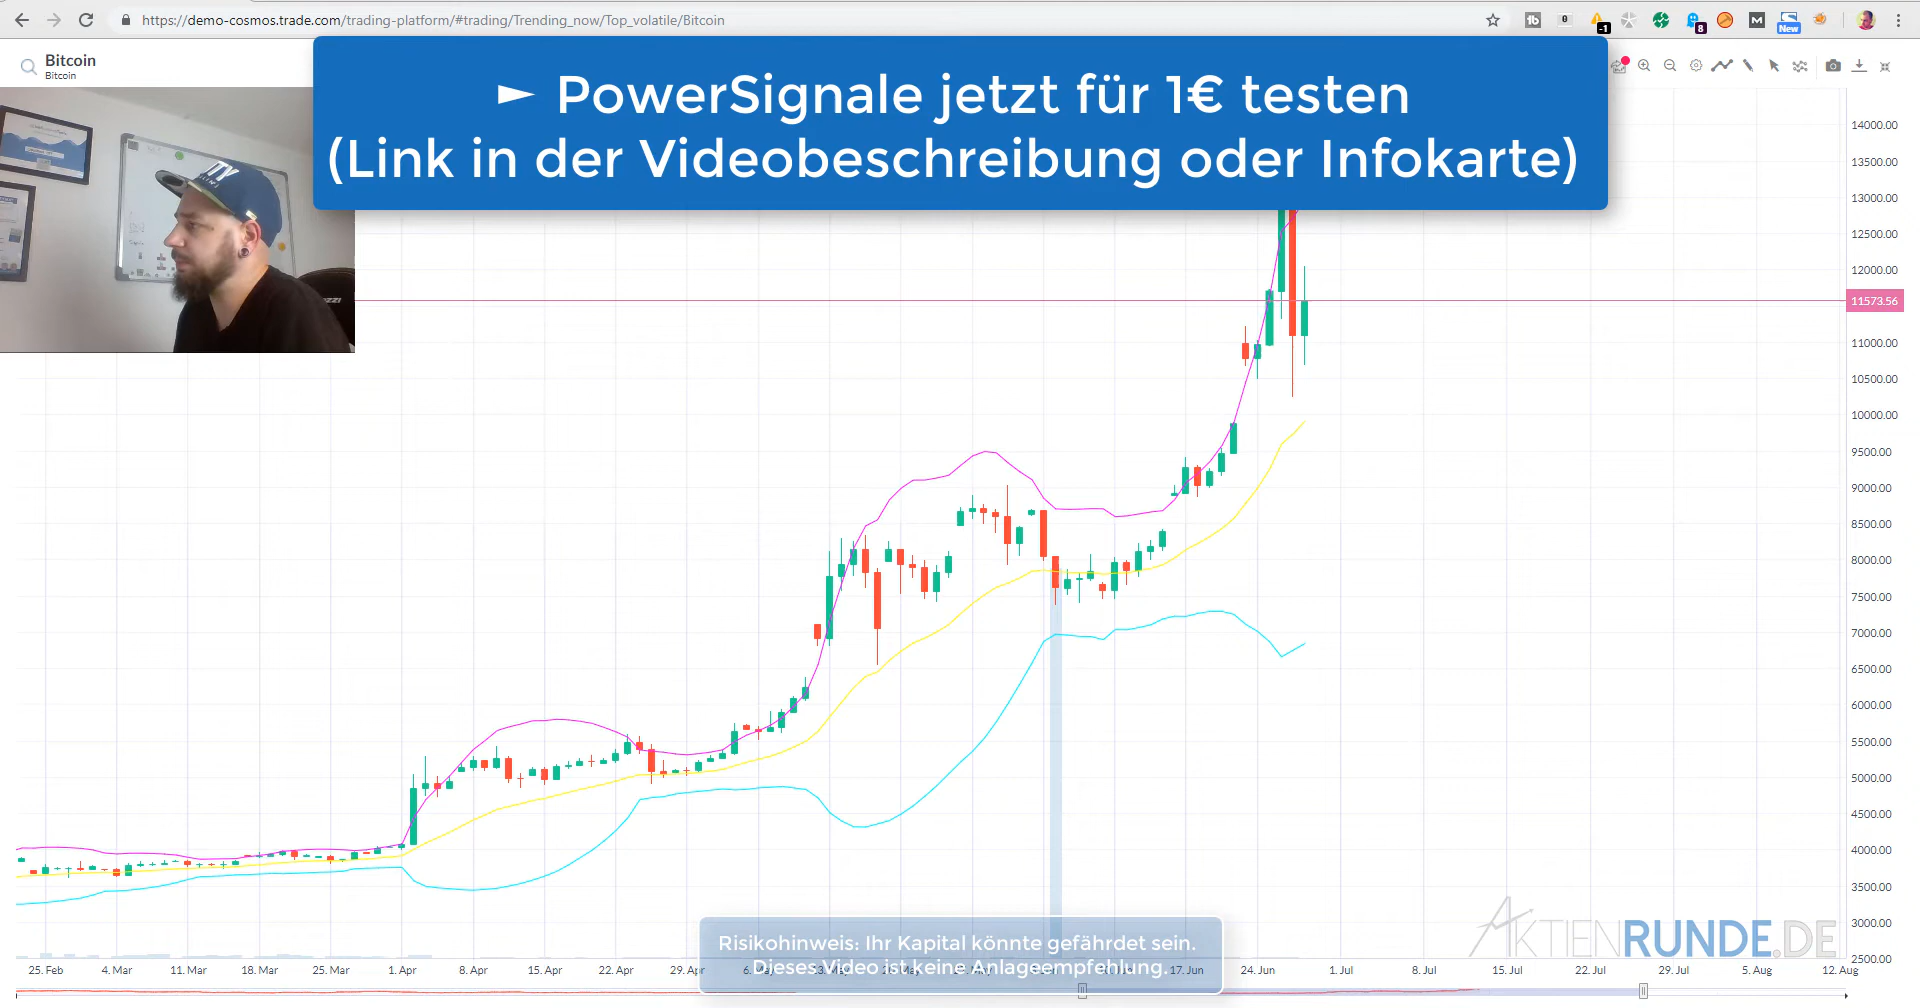 https://demo-cosmos.trade.com/trading-platform/#trading/Trending_now/Top_volatile/Bitcoin
Bitcoin
Bitcoin
► PowerSignale jetzt für 1€ testen
(Link in der Videobeschreibung oder Infokarte)
14000.00
13500.00
13000.00
12500.00
12000.00
11573.56
11000.00
10500.00
10000.00
9500.00
9000.00
8500.00
8000.00
7500.00
7000.00
6500.00
6000.00
5500.00
5000.00
4500.00
4000.00
3500.00
3000.00
2500.00
AKTIENRUNDE.DE
Risikohinweis: Ihr Kapital könnte gefährdet sein.
Dieses Video ist keine Anlageempfehlung.
25. Feb 4. Mar 11. Mar 18. Mar 25. Mar 1. Apr 8. Apr 15. Apr 22. Apr 29. Apr 17. Jun 24. Jun 1. Jul 8. Jul 15. Jul 22. Jul 29. Jul 5. Aug 12. Aug